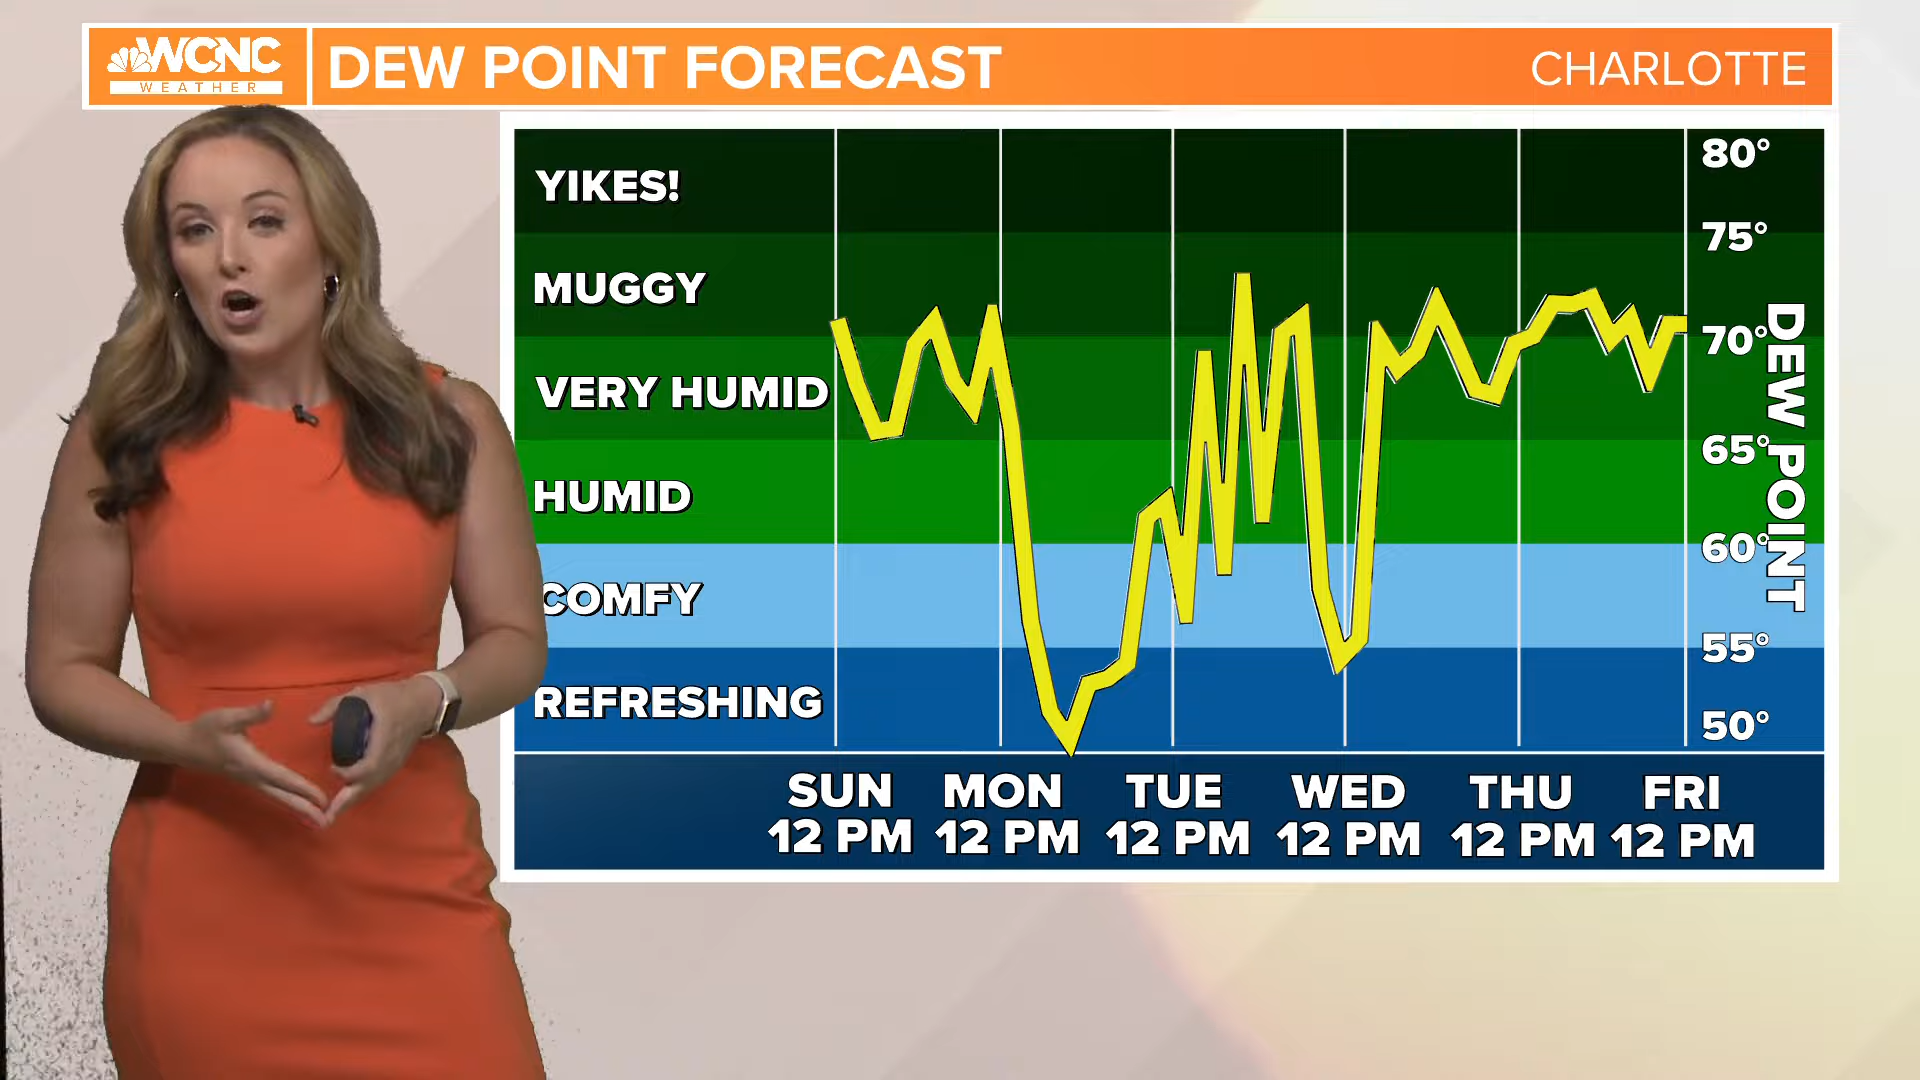 WCNC
WEATHER
DEW POINT FORECAST
CHARLOTTE
YIKES!
MUGGY
VERY HUMID
HUMID
COMFY
REFRESHING
80°
75°
70°
65°
60°
55°
50°
DEW POINT
SUN MON TUE WED THU FRI
12 PM 12 PM 12 PM 12 PM 12 PM 12 PM